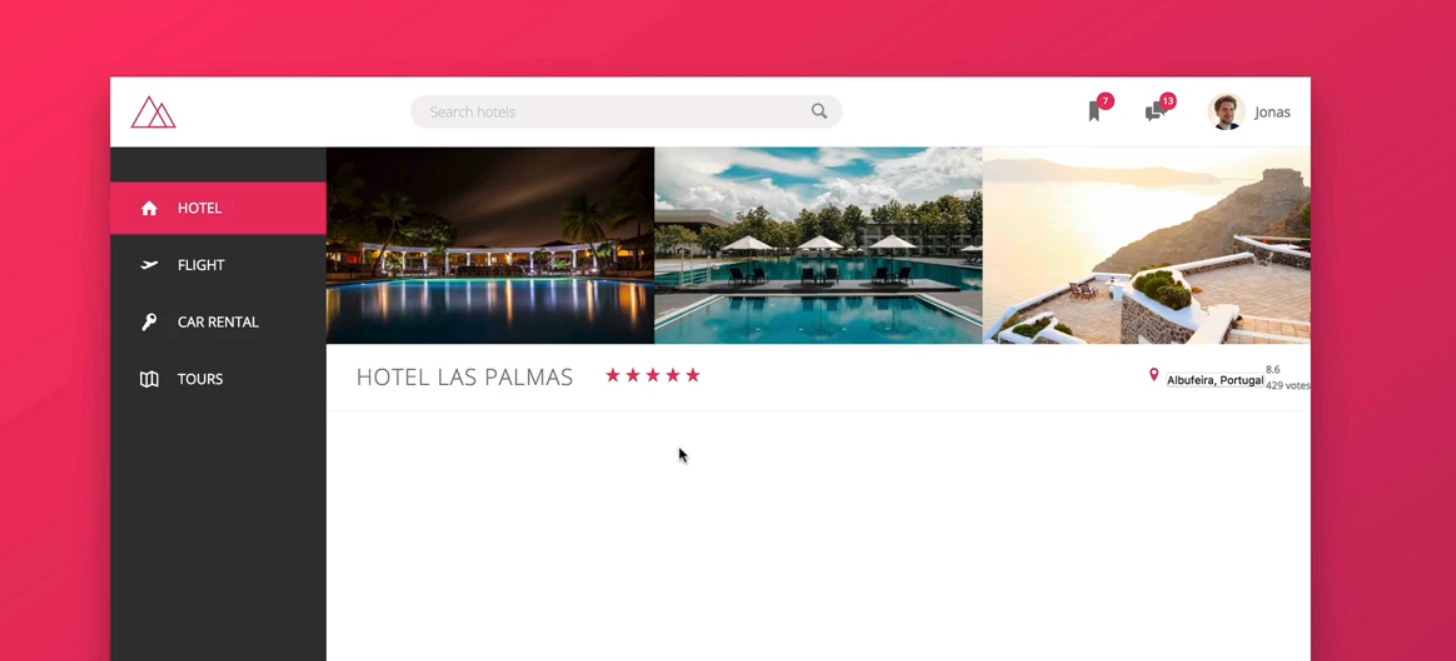 Search hotels
7
13
Jonas
HOTEL
FLIGHT
CAR RENTAL
TOURS
HOTEL LAS PALMAS
Albufeira, Portugal
8.6
429 votes